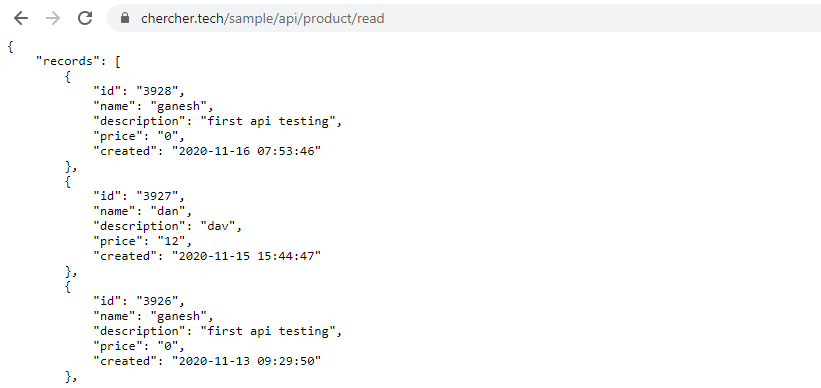 chercher.tech/sample/api/product/read
{
    "records": [
        {
            "id": "3928",
            "name": "ganesh",
            "description": "first api testing",
            "price": "0",
            "created": "2020-11-16 07:53:46"
        },
        {
            "id": "3927",
            "name": "dan",
            "description": "dav",
            "price": "12",
            "created": "2020-11-15 15:44:47"
        },
        {
            "id": "3926",
            "name": "ganesh",
            "description": "first api testing",
            "price": "0",
            "created": "2020-11-13 09:29:50"
        },